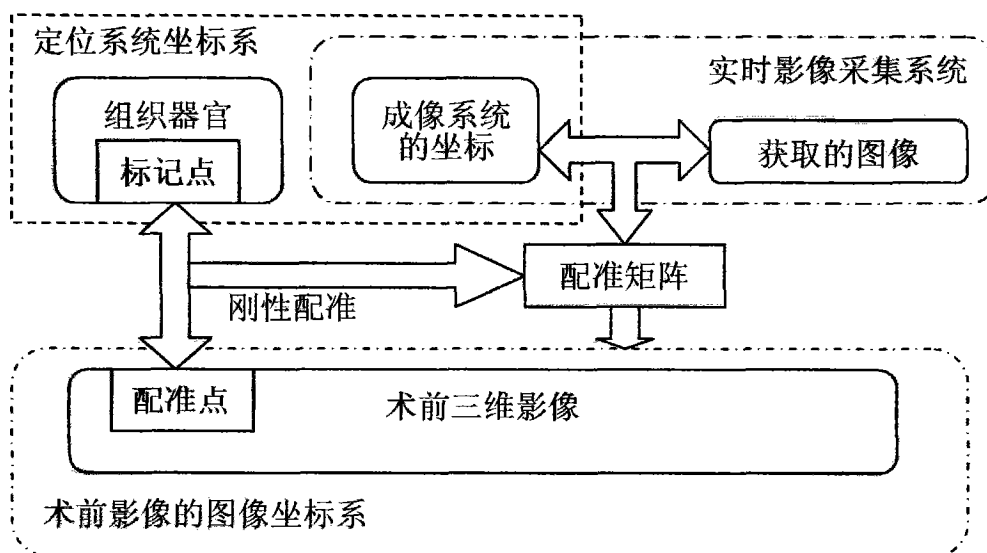 定位系统坐标系
实时影像采集系统
组织器官
标记点
成像系统
的坐标
获取的图像
配准矩阵
刚性配准
配准点
术前三维影像
术前影像的图像坐标系